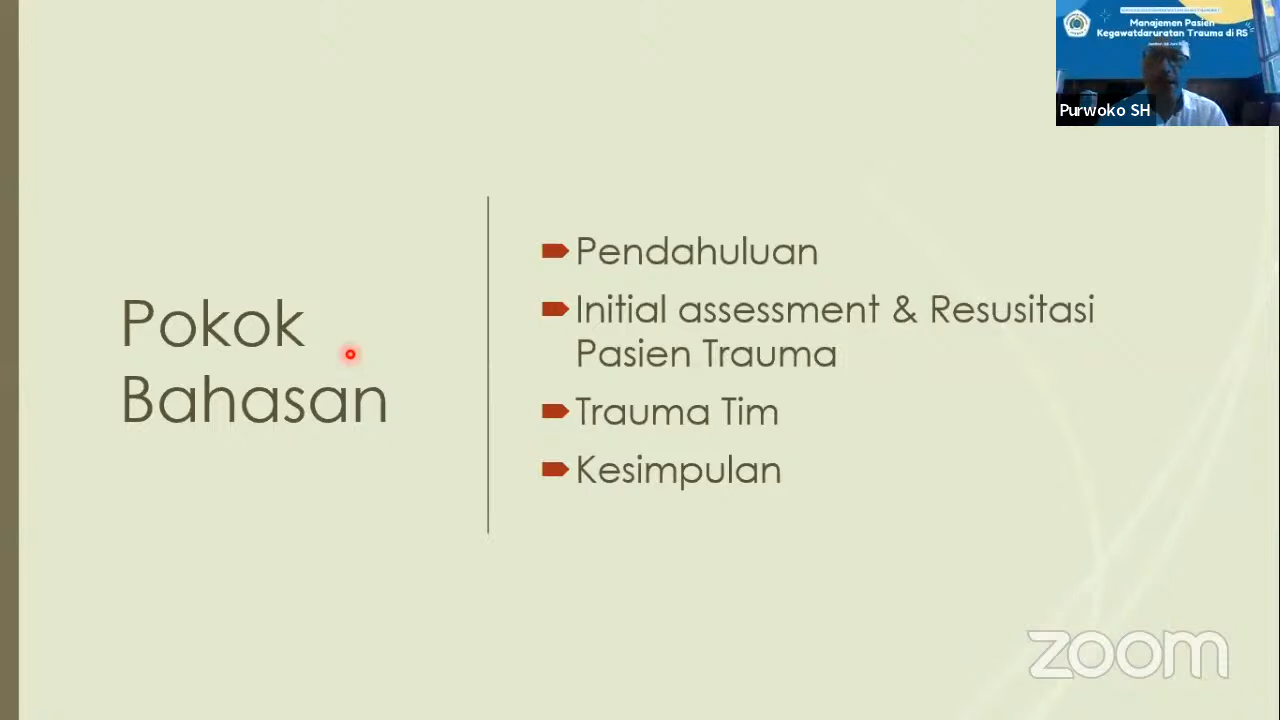 Manajemen Pasien
Kegawatdaruratan Trauma di RS
Purwoko SH
Pokok
Bahasan
Pendahuluan
Initial assessment & Resusitasi
Pasien Trauma
Trauma Tim
Kesimpulan
zoom